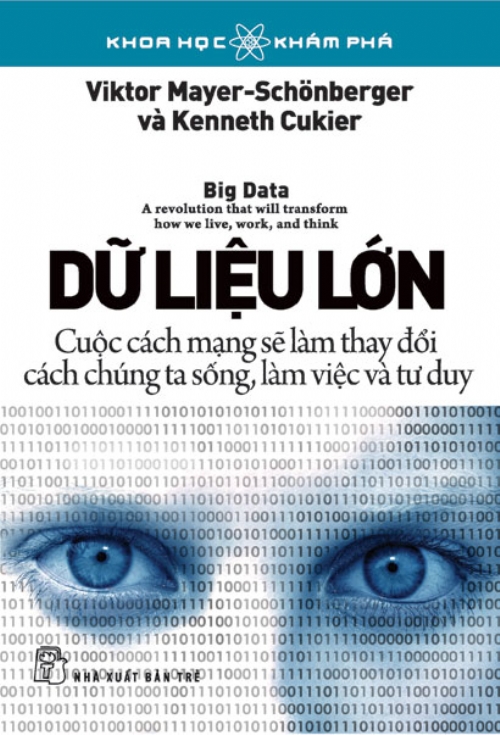 KHOA HỌC KHÁM PHÁ
Viktor Mayer-Schönberger
và Kenneth Cukier
Big Data
A revolution that will transform
how we live, work, and think
DỮ LIỆU LỚN
Cuộc cách mạng sẽ làm thay đổi
cách chúng ta sống, làm việc và tư duy
NHÀ XUẤT BẢN TRẺ